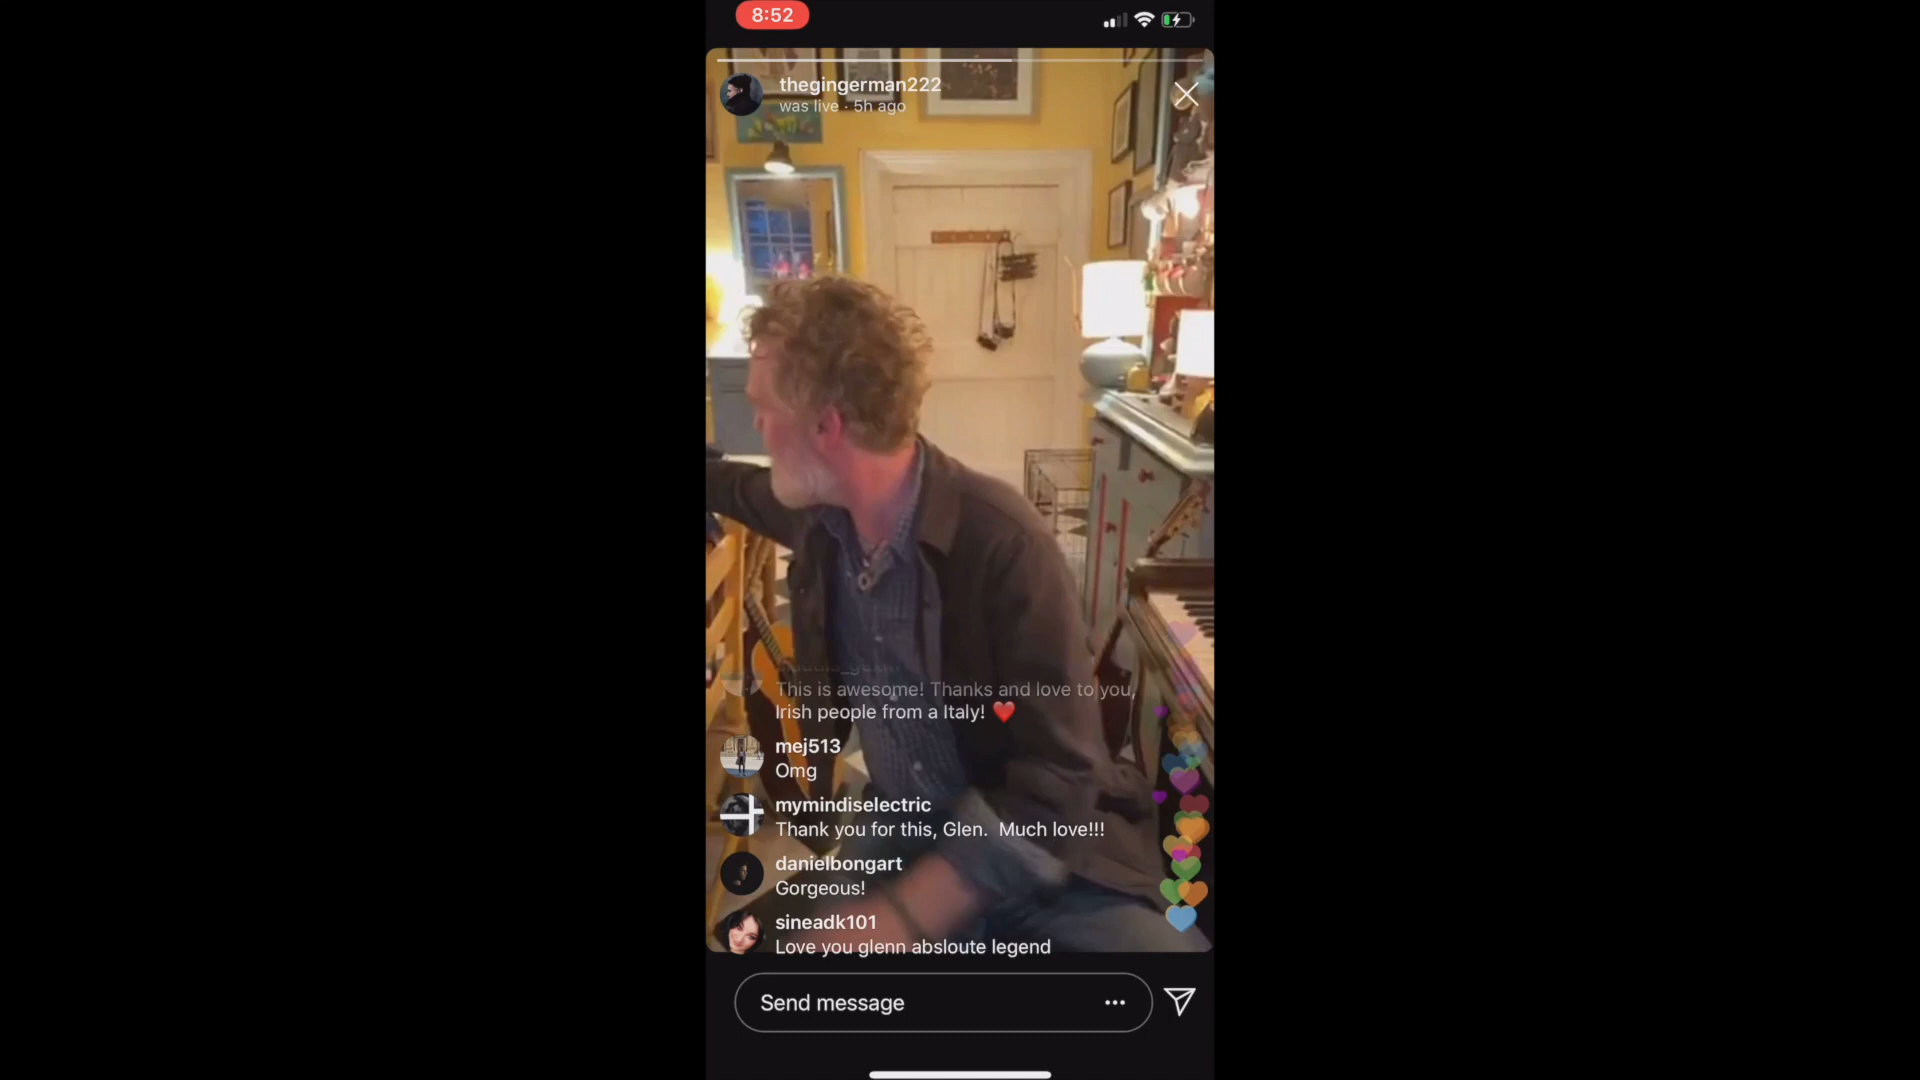 8:52
thegingerman222
was live · 5h ago
This is awesome! Thanks and love to you,
Irish people from a Italy! ❤️
mej513
Omg
mymindiselectric
Thank you for this, Glen. Much love!!!
danielbongart
Gorgeous!
sineadk101
Love you glenn absloute legend
Send message